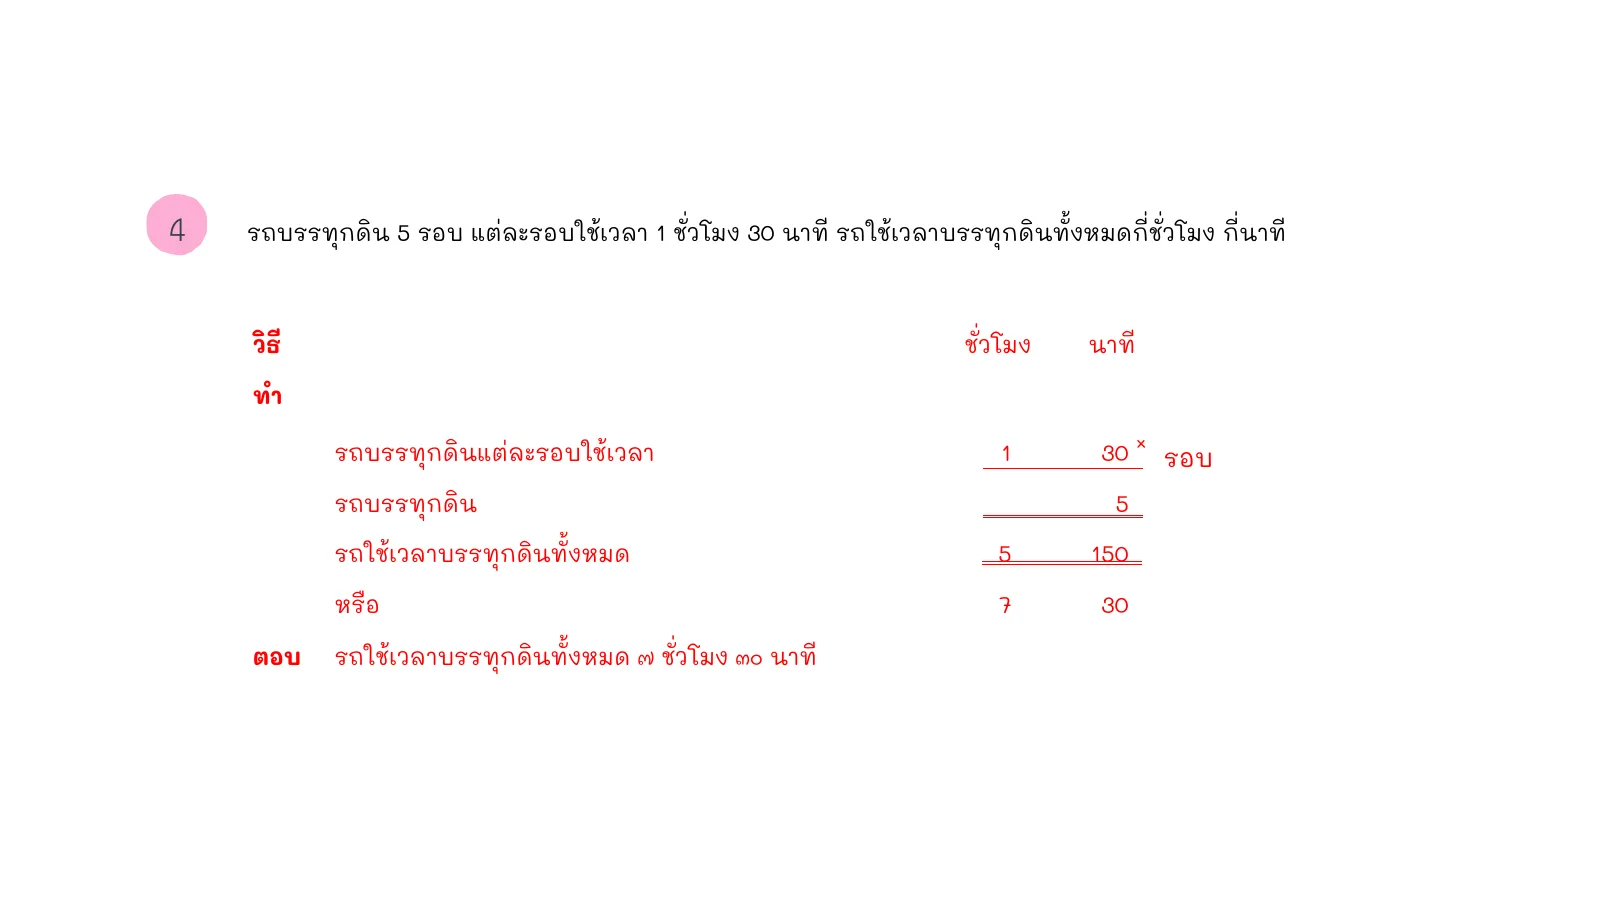 4 รถบรรทุกดิน 5 รอบ แต่ละรอบใช้เวลา 1 ชั่วโมง 30 นาที รถใช้เวลาบรรทุกดินทั้งหมดกี่ชั่วโมง กี่นาที
วิธี ชั่วโมง นาที
ทำ
รถบรรทุกดินแต่ละรอบใช้เวลา 1 30 × รอบ
รถบรรทุกดิน 5
รถใช้เวลาบรรทุกดินทั้งหมด 5 150
หรือ 7 30
ตอบ รถใช้เวลาบรรทุกดินทั้งหมด ๗ ชั่วโมง ๓๐ นาที